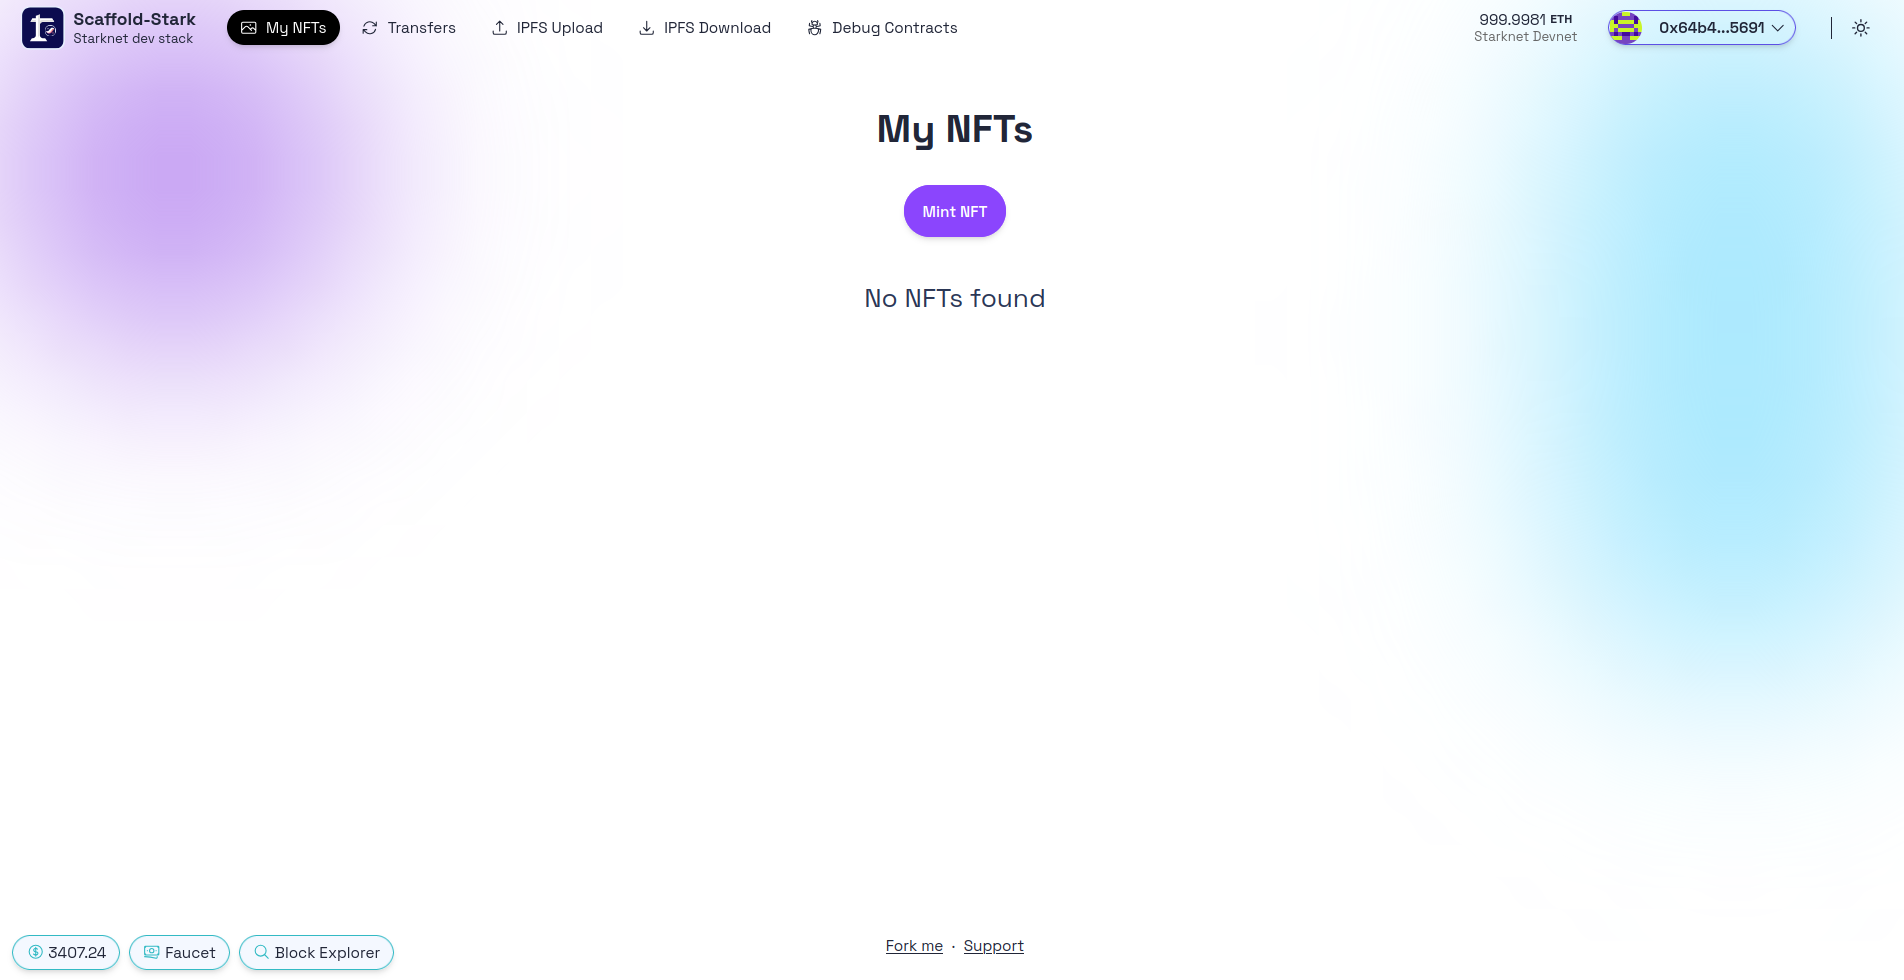 Scaffold-Stark
Starknet dev stack
My NFTs
Transfers
IPFS Upload
IPFS Download
Debug Contracts
999.9981 ETH
Starknet Devnet
0x64b4...5691
My NFTs
Mint NFT
No NFTs found
3407.24
Faucet
Block Explorer
Fork me · Support